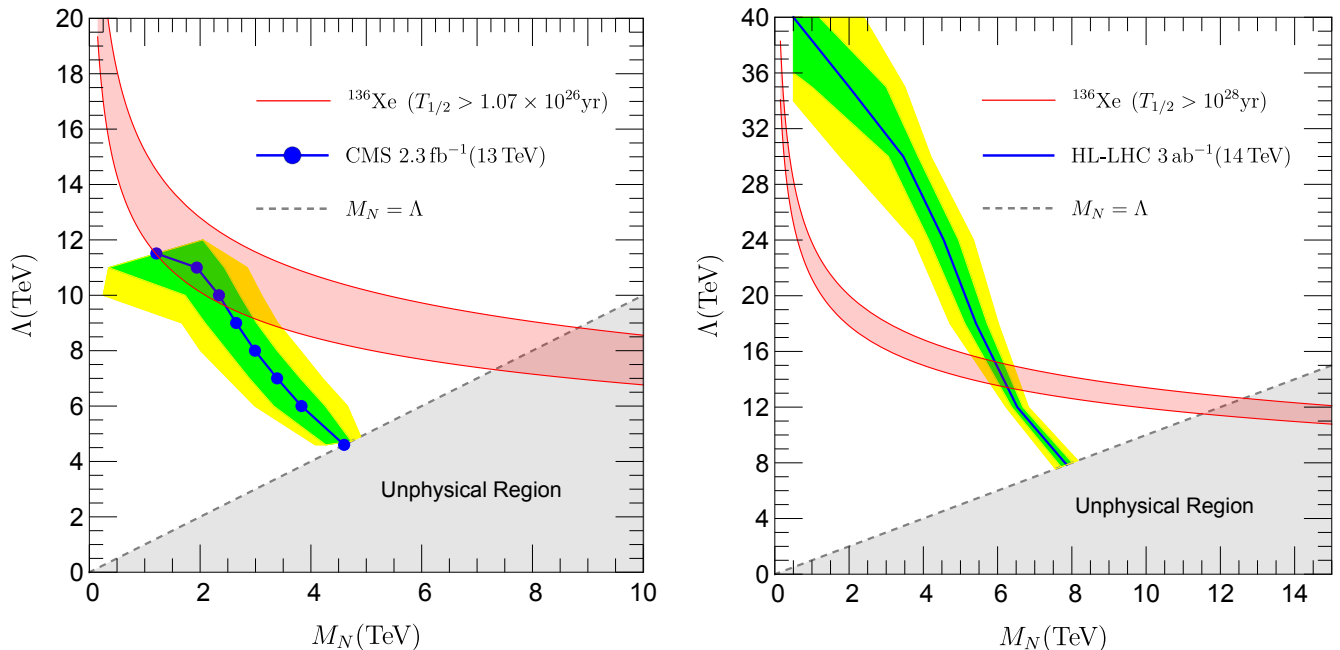 20
18
16
14
12
10
8
6
4
2
0
Λ(TeV)
¹³⁶Xe (T₁/₂ > 1.07 × 10²⁶yr)
CMS 2.3 fb⁻¹(13 TeV)
M_N = Λ
Unphysical Region
0 2 4 6 8 10
M_N(TeV)
40
36
32
28
24
20
16
12
8
4
0
Λ(TeV)
¹³⁶Xe (T₁/₂ > 10²⁸yr)
HL-LHC 3 ab⁻¹(14 TeV)
M_N = Λ
Unphysical Region
0 2 4 6 8 10 12 14
M_N(TeV)